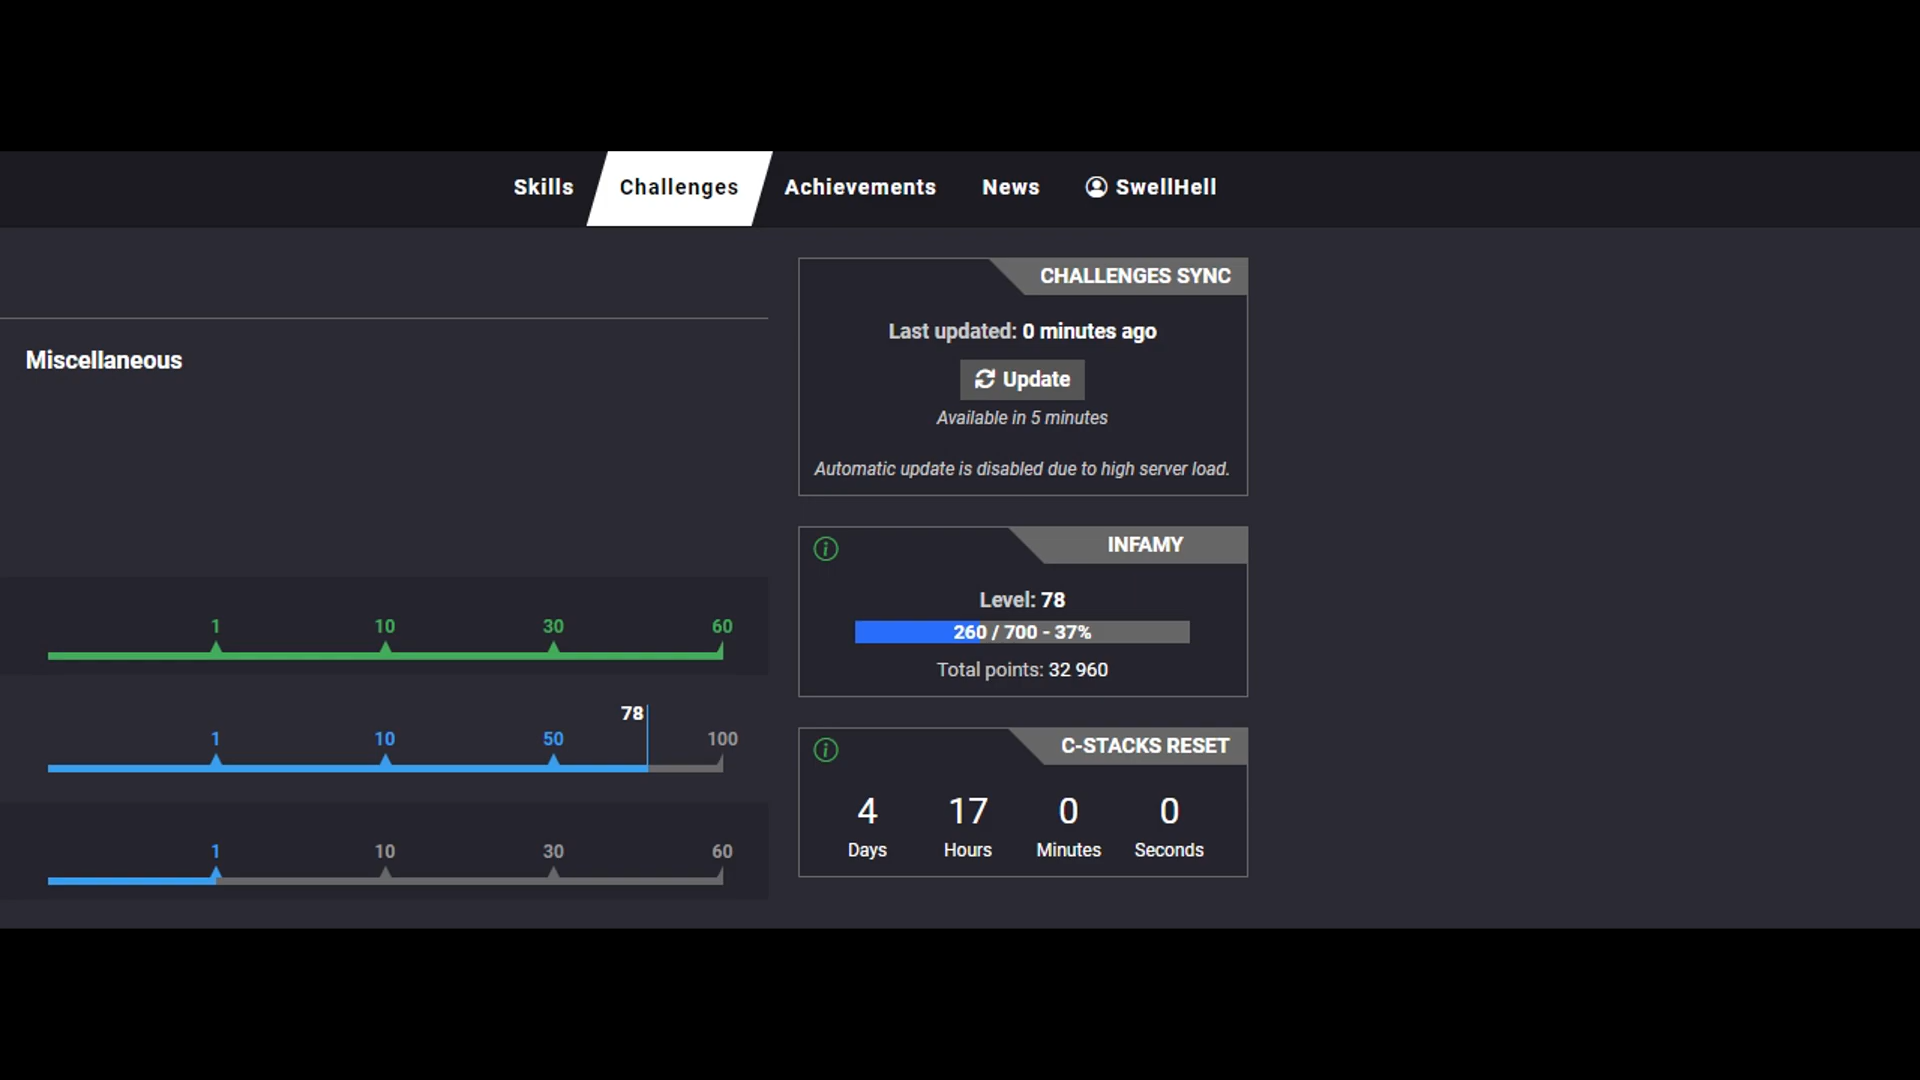 Skills Challenges Achievements News SwellHell
Miscellaneous
1 10 30 60
78
1 10 50 100
1 10 30 60
CHALLENGES SYNC
Last updated: 0 minutes ago
Update
Available in 5 minutes
Automatic update is disabled due to high server load.
INFAMY
Level: 78
260 / 700 - 37%
Total points: 32 960
C-STACKS RESET
4 17 0 0
Days Hours Minutes Seconds